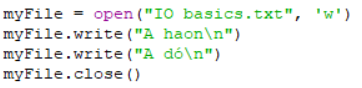 myFile = open("IO basics.txt", 'w')
myFile.write("A haon\n")
myFile.write("A dó\n")
myFile.close()